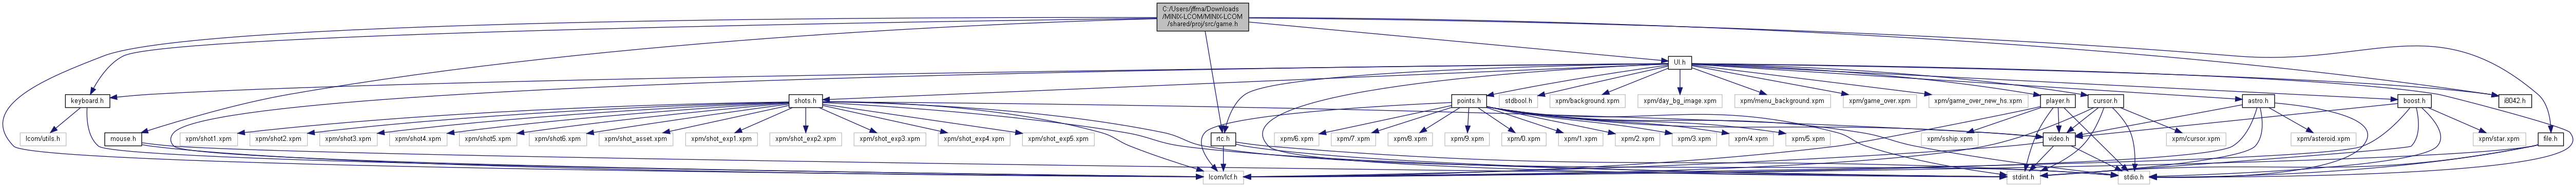 C:/Users/jffma/Downloads
/MINIX-LCOM/MINIX-LCOM
/shared/proj/src/game.h
UI.h
keyboard.h
shots.h
points.h
stdbool.h
xpm/background.xpm
xpm/day_bg_image.xpm
xpm/menu_background.xpm
xpm/game_over.xpm
xpm/game_over_new_hs.xpm
player.h
cursor.h
astro.h
boost.h
i8042.h
lcom/utils.h
mouse.h
xpm/shot1.xpm
xpm/shot2.xpm
xpm/shot3.xpm
xpm/shot4.xpm
xpm/shot5.xpm
xpm/shot6.xpm
xpm/shot_asset.xpm
xpm/shot_exp1.xpm
xpm/shot_exp2.xpm
xpm/shot_exp3.xpm
xpm/shot_exp4.xpm
xpm/shot_exp5.xpm
rtc.h
xpm/6.xpm
xpm/7.xpm
xpm/8.xpm
xpm/9.xpm
xpm/0.xpm
xpm/1.xpm
xpm/2.xpm
xpm/3.xpm
xpm/4.xpm
xpm/5.xpm
xpm/sship.xpm
video.h
xpm/cursor.xpm
xpm/asteroid.xpm
xpm/star.xpm
file.h
lcom/lcf.h
stdint.h
stdio.h